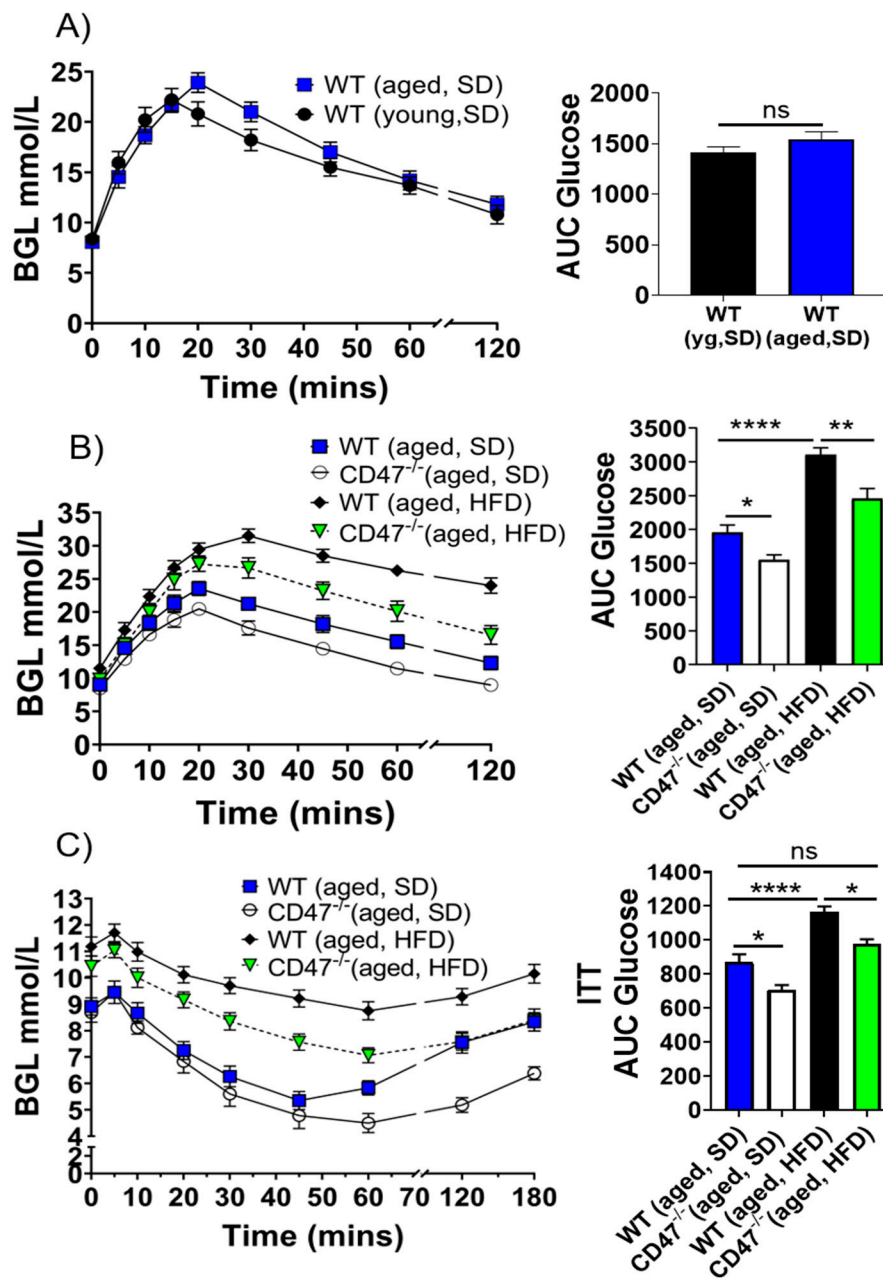 A)
WT (aged, SD)
WT (young,SD)
BGL mmol/L
25
20
15
10
5
0
0 10 20 30 40 50 60 120
Time (mins)
AUC Glucose
2000
1500
1000
500
0
ns
WT WT
(yg,SD) (aged,SD)
B)
WT (aged, SD)
CD47-/-(aged, SD)
WT (aged, HFD)
CD47-/-(aged, HFD)
BGL mmol/L
35
30
25
20
15
10
5
0
0 10 20 30 40 50 60 120
Time (mins)
AUC Glucose
3500
3000
2500
2000
1500
1000
500
0
**** **
*
WT (aged, SD)
CD47-/-(aged, SD)
WT (aged, HFD)
CD47-/-(aged, HFD)
C)
WT (aged, SD)
CD47-/-(aged, SD)
WT (aged, HFD)
CD47-/-(aged, HFD)
BGL mmol/L
13
12
11
10
9
8
7
6
5
4
2
0
0 10 20 30 40 50 60 70 120 180
Time (mins)
ITT
AUC Glucose
1400
1200
1000
800
600
400
200
0
ns
**** *
*
WT (aged, SD)
CD47-/-(aged, SD)
WT (aged, HFD)
CD47-/-(aged, HFD)